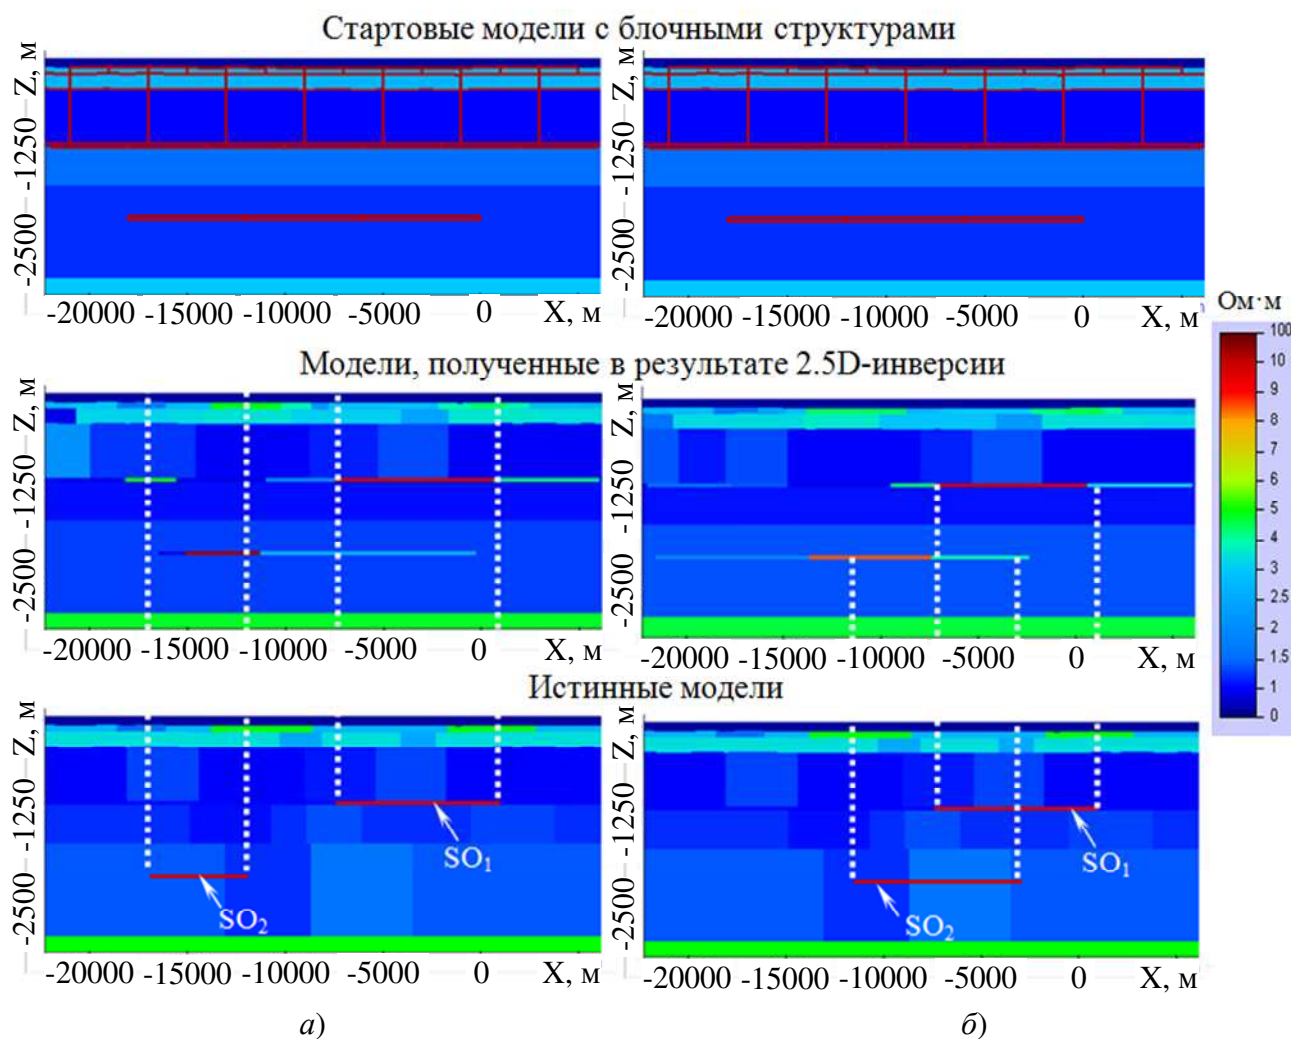 Стартовые модели с блочными структурами
-2500 -1250 Z, м
-20000 -15000 -10000 -5000 0 X, м
-2500 -1250 Z, м
-20000 -15000 -10000 -5000 0 X, м
Ом·м
100
10
9
8
7
6
5
4
3
2.5
2
1.5
1
0
Модели, полученные в результате 2.5D-инверсии
-2500 -1250 Z, м
-20000 -15000 -10000 -5000 0 X, м
-2500 -1250 Z, м
-20000 -15000 -10000 -5000 0 X, м
Истинные модели
-2500 -1250 Z, м
SO₁
SO₂
-20000 -15000 -10000 -5000 0 X, м
-2500 -1250 Z, м
SO₁
SO₂
-20000 -15000 -10000 -5000 0 X, м
а)
б)